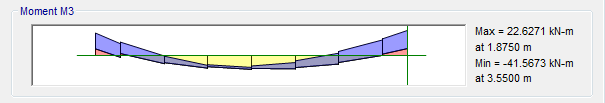 Moment M3
Max = 22.6271 kN-m
at 1.8750 m
Min = -41.5673 kN-m
at 3.5500 m